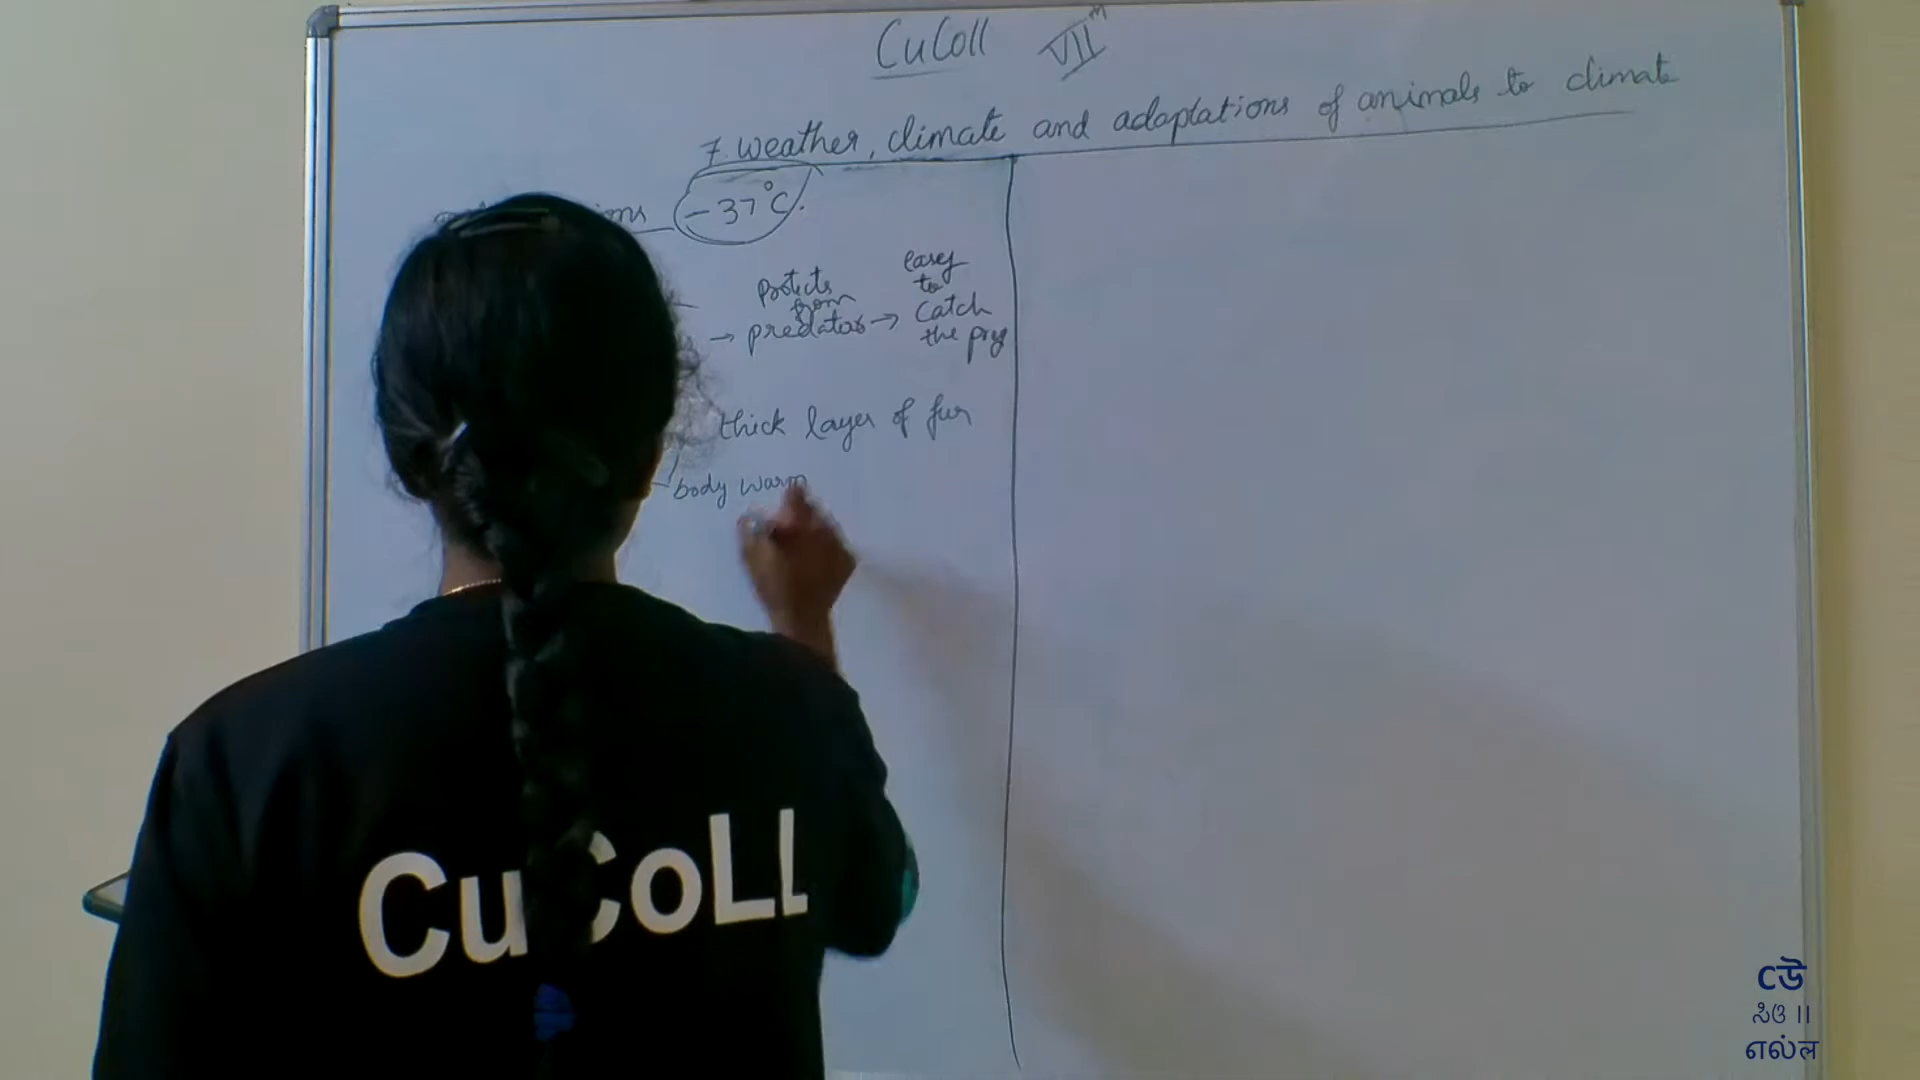 CuColl VII
7. weather, climate and adaptations of animals to climate
-37°C
Protects
from
→ predators →
easy
to
catch
the prey
thick layer of fur
body warm
CuCoLL
Cউ
ಸಿಓ ॥
எல்ல